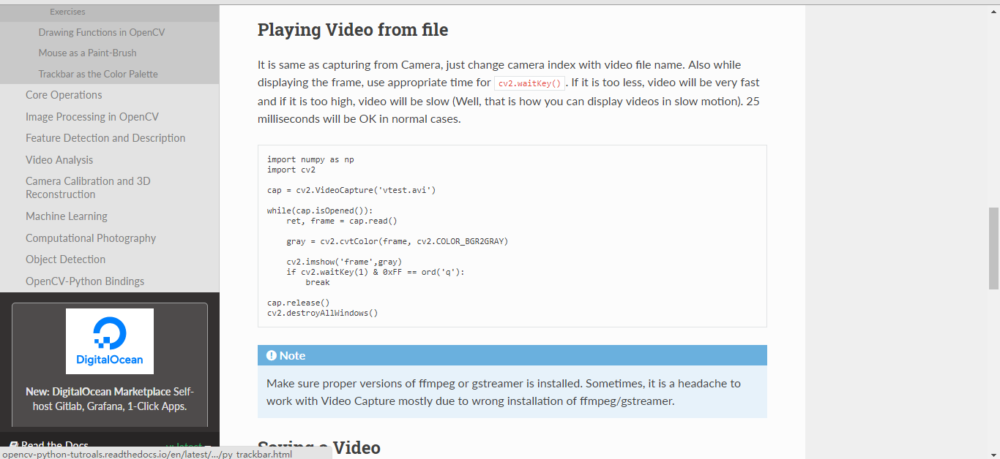 Exercises
Drawing Functions in OpenCV
Mouse as a Paint-Brush
Trackbar as the Color Palette
Core Operations
Image Processing in OpenCV
Feature Detection and Description
Video Analysis
Camera Calibration and 3D
Reconstruction
Machine Learning
Computational Photography
Object Detection
OpenCV-Python Bindings
DigitalOcean
New: DigitalOcean Marketplace Self-
host Gitlab, Grafana, 1-Click Apps.
Read the Docs
v: latest
opencv-python-tutroals.readthedocs.io/en/latest/.../py_trackbar.html
Playing Video from file
It is same as capturing from Camera, just change camera index with video file name. Also while
displaying the frame, use appropriate time for cv2.waitKey() . If it is too less, video will be very fast
and if it is too high, video will be slow (Well, that is how you can display videos in slow motion). 25
milliseconds will be OK in normal cases.
import numpy as np
import cv2
cap = cv2.VideoCapture('vtest.avi')
while(cap.isOpened()):
    ret, frame = cap.read()
    gray = cv2.cvtColor(frame, cv2.COLOR_BGR2GRAY)
    cv2.imshow('frame',gray)
    if cv2.waitKey(1) & 0xFF == ord('q'):
        break
cap.release()
cv2.destroyAllWindows()
Note
Make sure proper versions of ffmpeg or gstreamer is installed. Sometimes, it is a headache to
work with Video Capture mostly due to wrong installation of ffmpeg/gstreamer.
Saving a Video